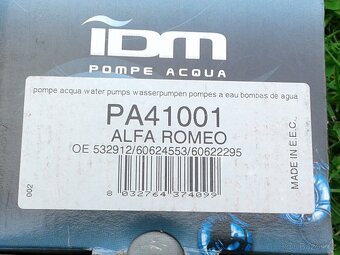 IDM
POMPE ACQUA
pompe acqua water pumps wasserpumpen pompes a eau bombas de agua
PA41001
ALFA ROMEO
OE 532912/60624553/60622295
8 032764 374099
002
MADE IN E.E.C.